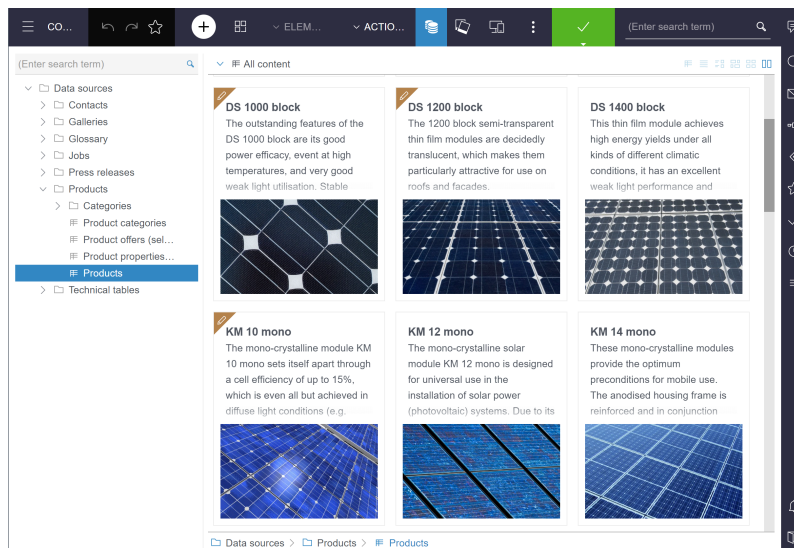 CO...
ELEM...
ACTIO...
(Enter search term)
(Enter search term)
All content
Data sources
Contacts
Galleries
Glossary
Jobs
Press releases
Products
Categories
Product categories
Product offers (sel...
Product properties...
Products
Technical tables
DS 1000 block
The outstanding features of the
DS 1000 block are its good
power efficacy, event at high
temperatures, and very good
weak light utilisation. Stable
DS 1200 block
The 1200 block semi-transparent
thin film modules are decidedly
translucent, which makes them
particularly attractive for use on
roofs and facades.
DS 1400 block
This thin film module achieves
high energy yields under all
kinds of different climatic
conditions, it has an excellent
weak light performance and
KM 10 mono
The mono-crystalline module KM
10 mono sets itself apart through
a cell efficiency of up to 15%,
which is even all but achieved in
diffuse light conditions (e.g.
KM 12 mono
The mono-crystalline solar
module KM 12 mono is designed
for universal use in the
installation of solar power
(photovoltaic) systems. Due to its
KM 14 mono
These mono-crystalline modules
provide the optimum
preconditions for mobile use.
The anodised housing frame is
reinforced and in conjunction
Data sources > Products > Products